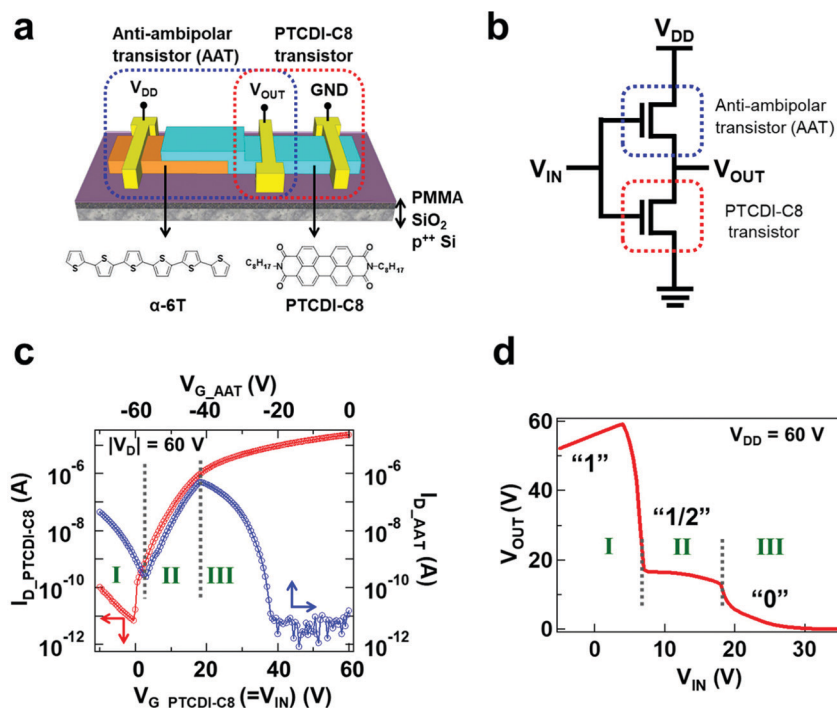 a
Anti-ambipolar
transistor (AAT)
PTCDI-C8
transistor
V_DD
V_OUT
GND
PMMA
SiO₂
p⁺⁺ Si
S
S
S
S
S
S
α-6T
C₈H₁₇-N
O
O
O
O
N-C₈H₁₇
PTCDI-C8
b
V_DD
Anti-ambipolar
transistor (AAT)
V_IN
V_OUT
PTCDI-C8
transistor
c
V_G_AAT (V)
-60 -40 -20 0
|V_D| = 60 V
I_D_PTCDI-C8 (A)
10⁻⁶
10⁻⁸
10⁻¹⁰
10⁻¹²
I II III
10⁻⁶
10⁻⁸
10⁻¹⁰
10⁻¹²
I_D_AAT (A)
0 20 40 60
V_G_PTCDI-C8 (=V_IN) (V)
d
V_DD = 60 V
V_OUT (V)
60
40
20
0
“1”
“1/2”
I II III
“0”
0 10 20 30
V_IN (V)